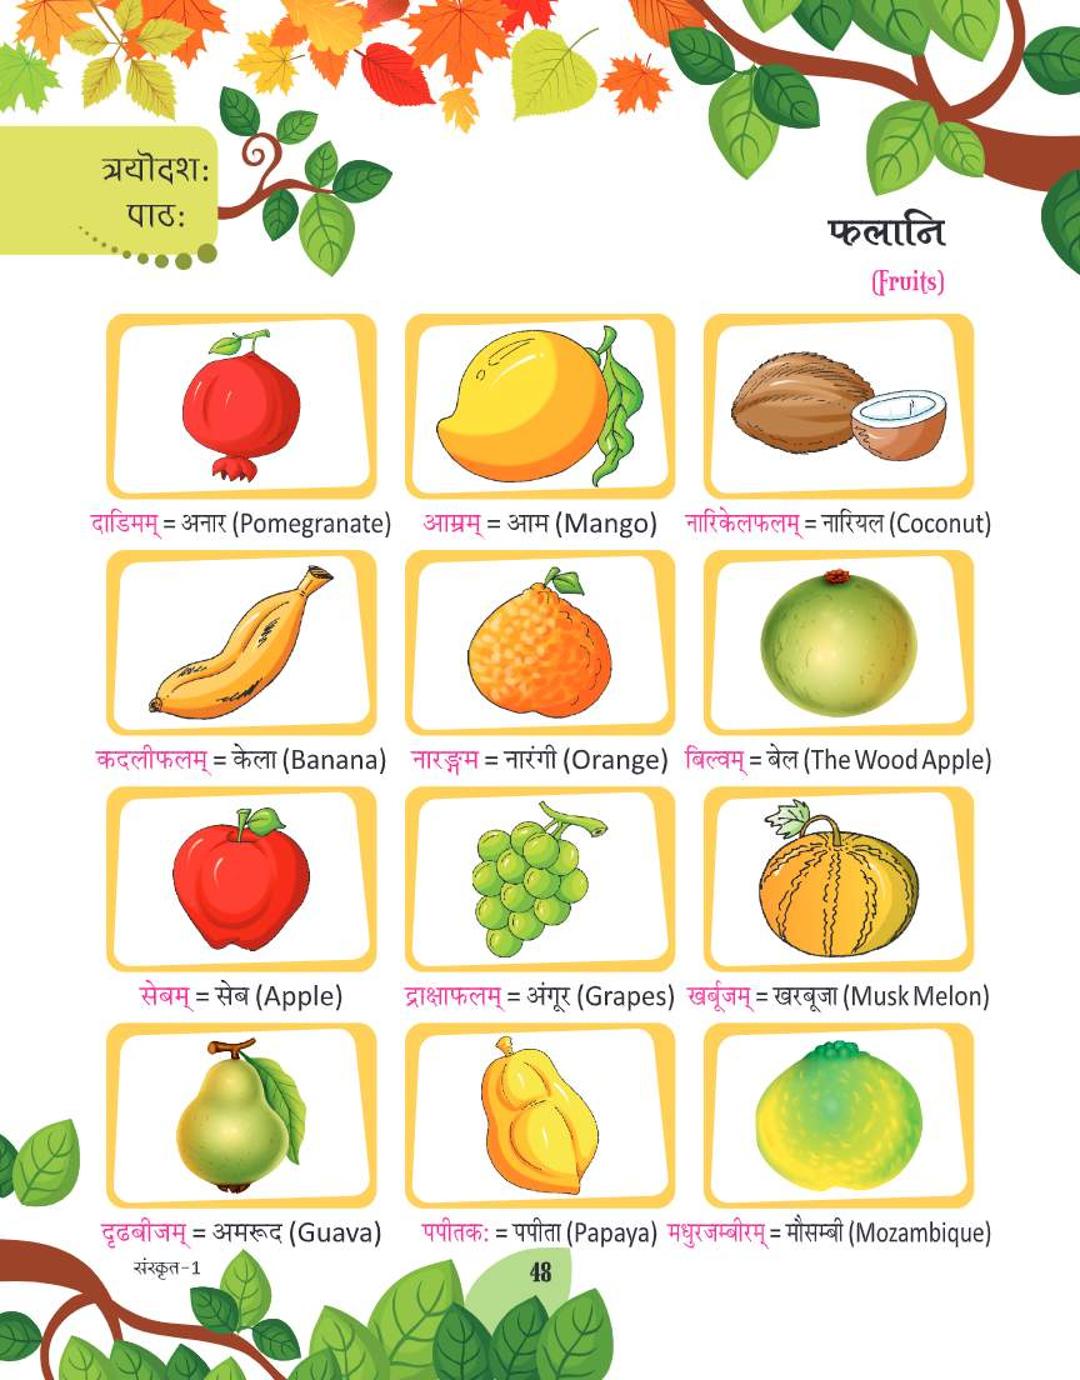 त्रयोदशः
पाठः
फलानि
(Fruits)
दाडिमम् = अनार (Pomegranate)
आम्रम् = आम (Mango)
नारिकेलफलम् = नारियल (Coconut)
कदलीफलम् = केला (Banana)
नारङ्गम = नारंगी (Orange)
बिल्वम् = बेल (The Wood Apple)
सेबम् = सेब (Apple)
द्राक्षाफलम् = अंगूर (Grapes)
खर्बूजम् = खरबूजा (Musk Melon)
दृढबीजम् = अमरूद (Guava)
पपीतकः = पपीता (Papaya)
मधुरजम्बीरम् = मौसम्बी (Mozambique)
संस्कृत-1
48